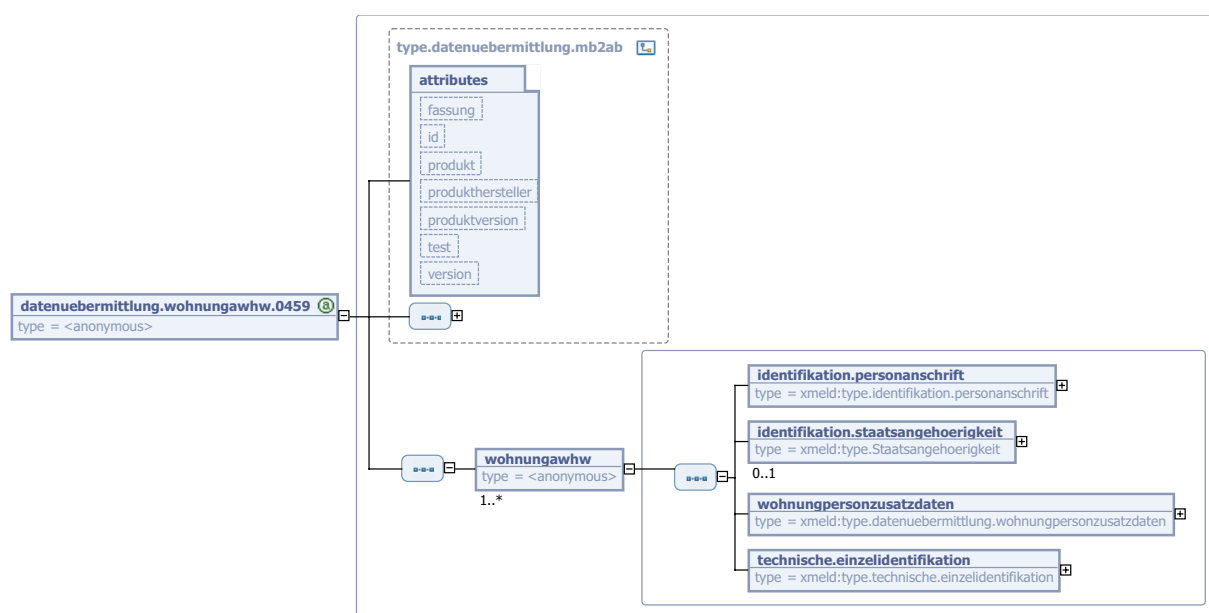 type.datenuebermittlung.mb2ab
attributes
fassung
id
produkt
produkthersteller
produktversion
test
version
datenuebermittlung.wohnungawhw.0459 @
type = <anonymous>
wohnungawhw
type = <anonymous>
1..*
identifikation.personanschrift
type = xmeld:type.identifikation.personanschrift
identifikation.staatsangehoerigkeit
type = xmeld:type.Staatsangehoerigkeit
0..1
wohnungpersonzusatzdaten
type = xmeld:type.datenuebermittlung.wohnungpersonzusatzdaten
technische.einzelidentifikation
type = xmeld:type.technische.einzelidentifikation